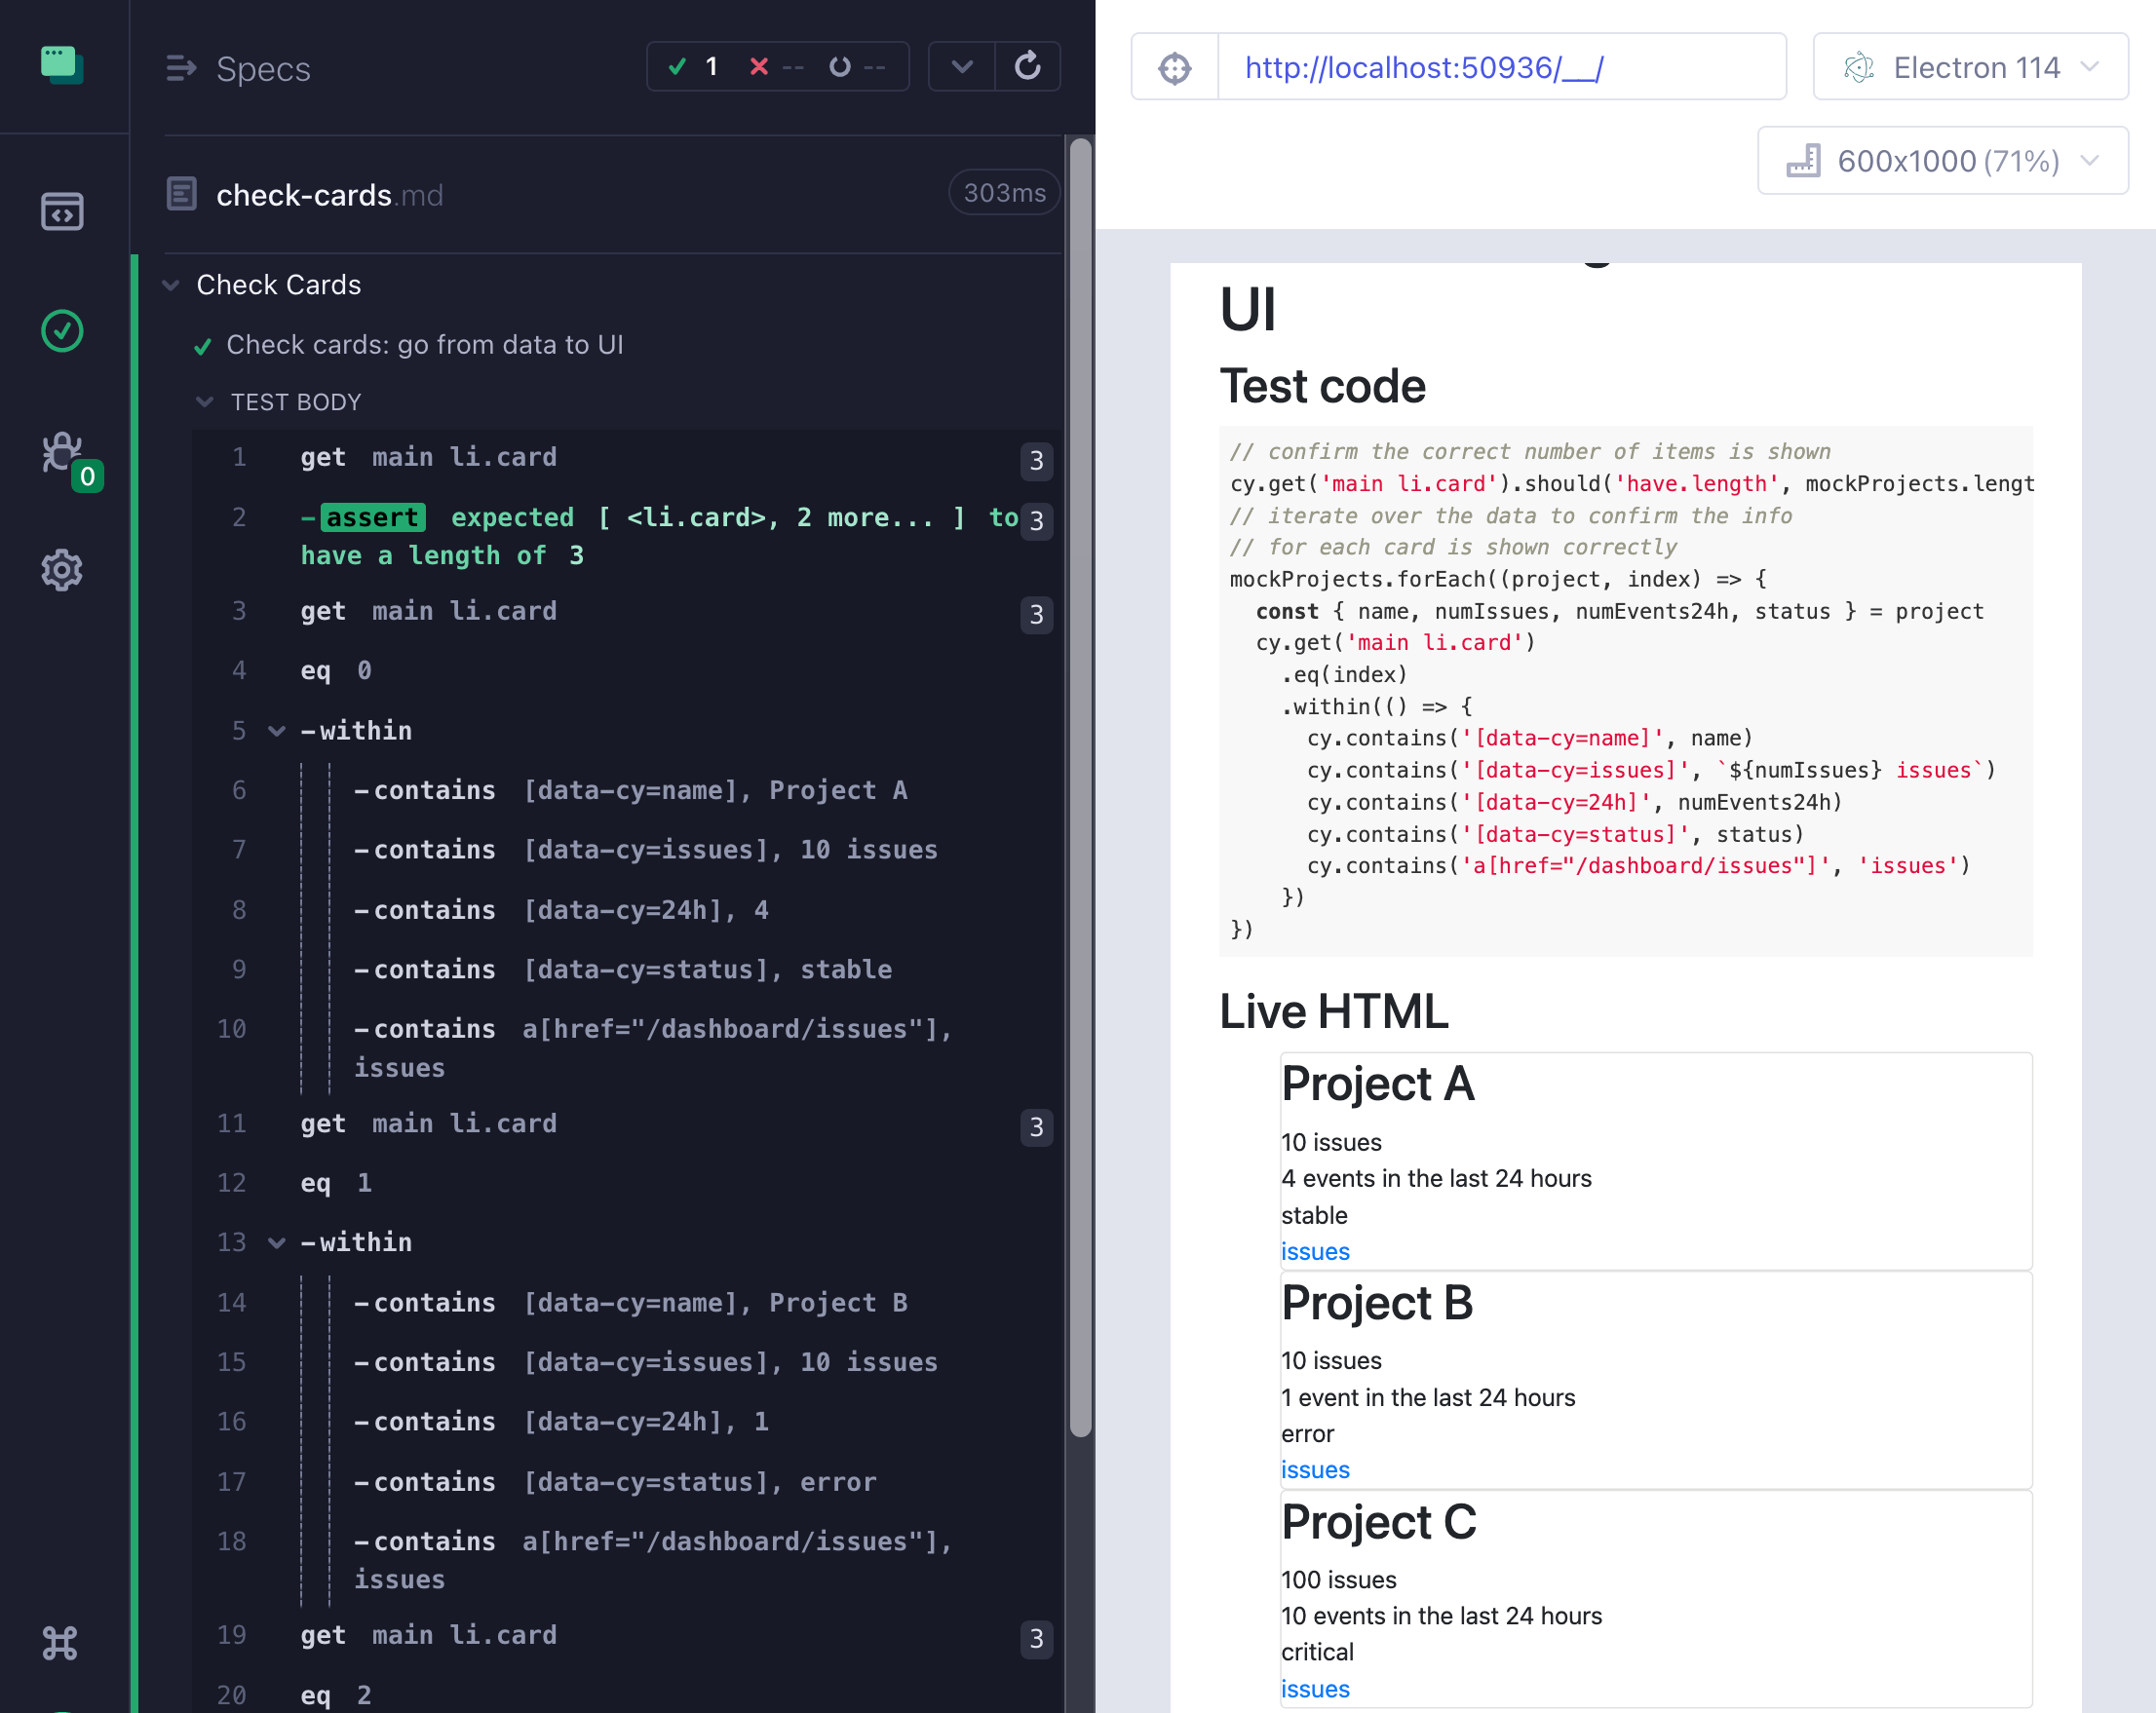 Specs
1 -- --
check-cards.md
303ms
Check Cards
Check cards: go from data to UI
TEST BODY
1 get main li.card 3
2 -assert expected [ <li.card>, 2 more... ] to 3
have a length of 3
3 get main li.card 3
4 eq 0
5 -within
6 -contains [data-cy=name], Project A
7 -contains [data-cy=issues], 10 issues
8 -contains [data-cy=24h], 4
9 -contains [data-cy=status], stable
10 -contains a[href="/dashboard/issues"],
issues
11 get main li.card 3
12 eq 1
13 -within
14 -contains [data-cy=name], Project B
15 -contains [data-cy=issues], 10 issues
16 -contains [data-cy=24h], 1
17 -contains [data-cy=status], error
18 -contains a[href="/dashboard/issues"],
issues
19 get main li.card 3
20 eq 2
0
http://localhost:50936/__/
Electron 114
600x1000 (71%)
UI
Test code
// confirm the correct number of items is shown
cy.get('main li.card').should('have.length', mockProjects.lengt
// iterate over the data to confirm the info
// for each card is shown correctly
mockProjects.forEach((project, index) => {
const { name, numIssues, numEvents24h, status } = project
cy.get('main li.card')
.eq(index)
.within(() => {
cy.contains('[data-cy=name]', name)
cy.contains('[data-cy=issues]', `${numIssues} issues`)
cy.contains('[data-cy=24h]', numEvents24h)
cy.contains('[data-cy=status]', status)
cy.contains('a[href="/dashboard/issues"]', 'issues')
})
})
Live HTML
Project A
10 issues
4 events in the last 24 hours
stable
issues
Project B
10 issues
1 event in the last 24 hours
error
issues
Project C
100 issues
10 events in the last 24 hours
critical
issues